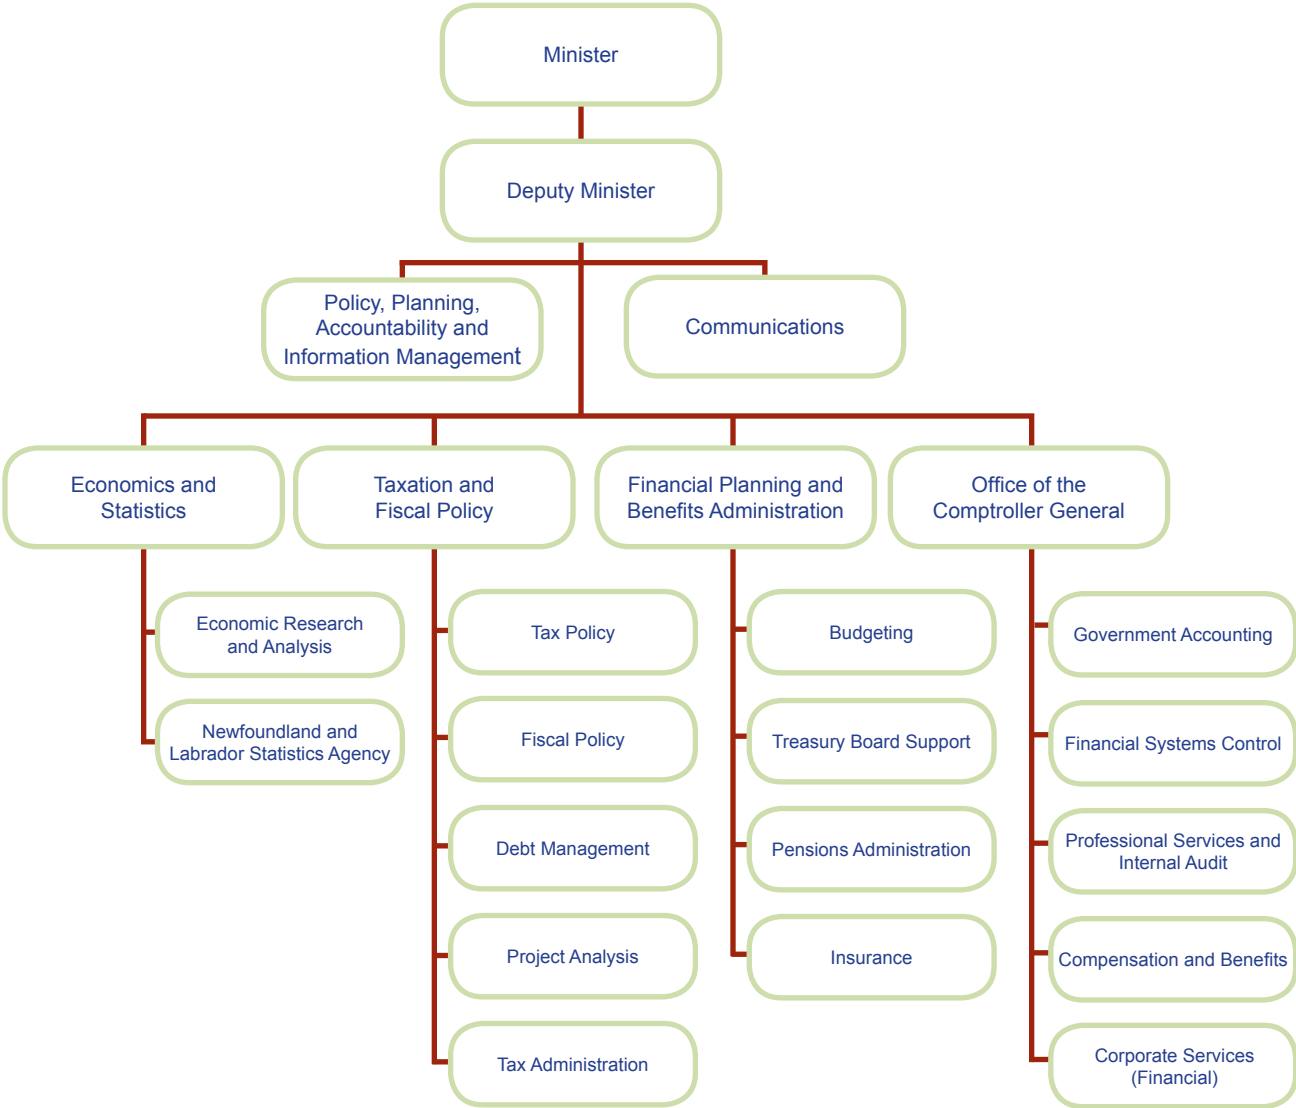 Minister
Deputy Minister
Policy, Planning,
Accountability and
Information Management
Communications
Economics and
Statistics
Taxation and
Fiscal Policy
Financial Planning and
Benefits Administration
Office of the
Comptroller General
Economic Research
and Analysis
Newfoundland and
Labrador Statistics Agency
Tax Policy
Fiscal Policy
Debt Management
Project Analysis
Tax Administration
Budgeting
Treasury Board Support
Pensions Administration
Insurance
Government Accounting
Financial Systems Control
Professional Services and
Internal Audit
Compensation and Benefits
Corporate Services
(Financial)